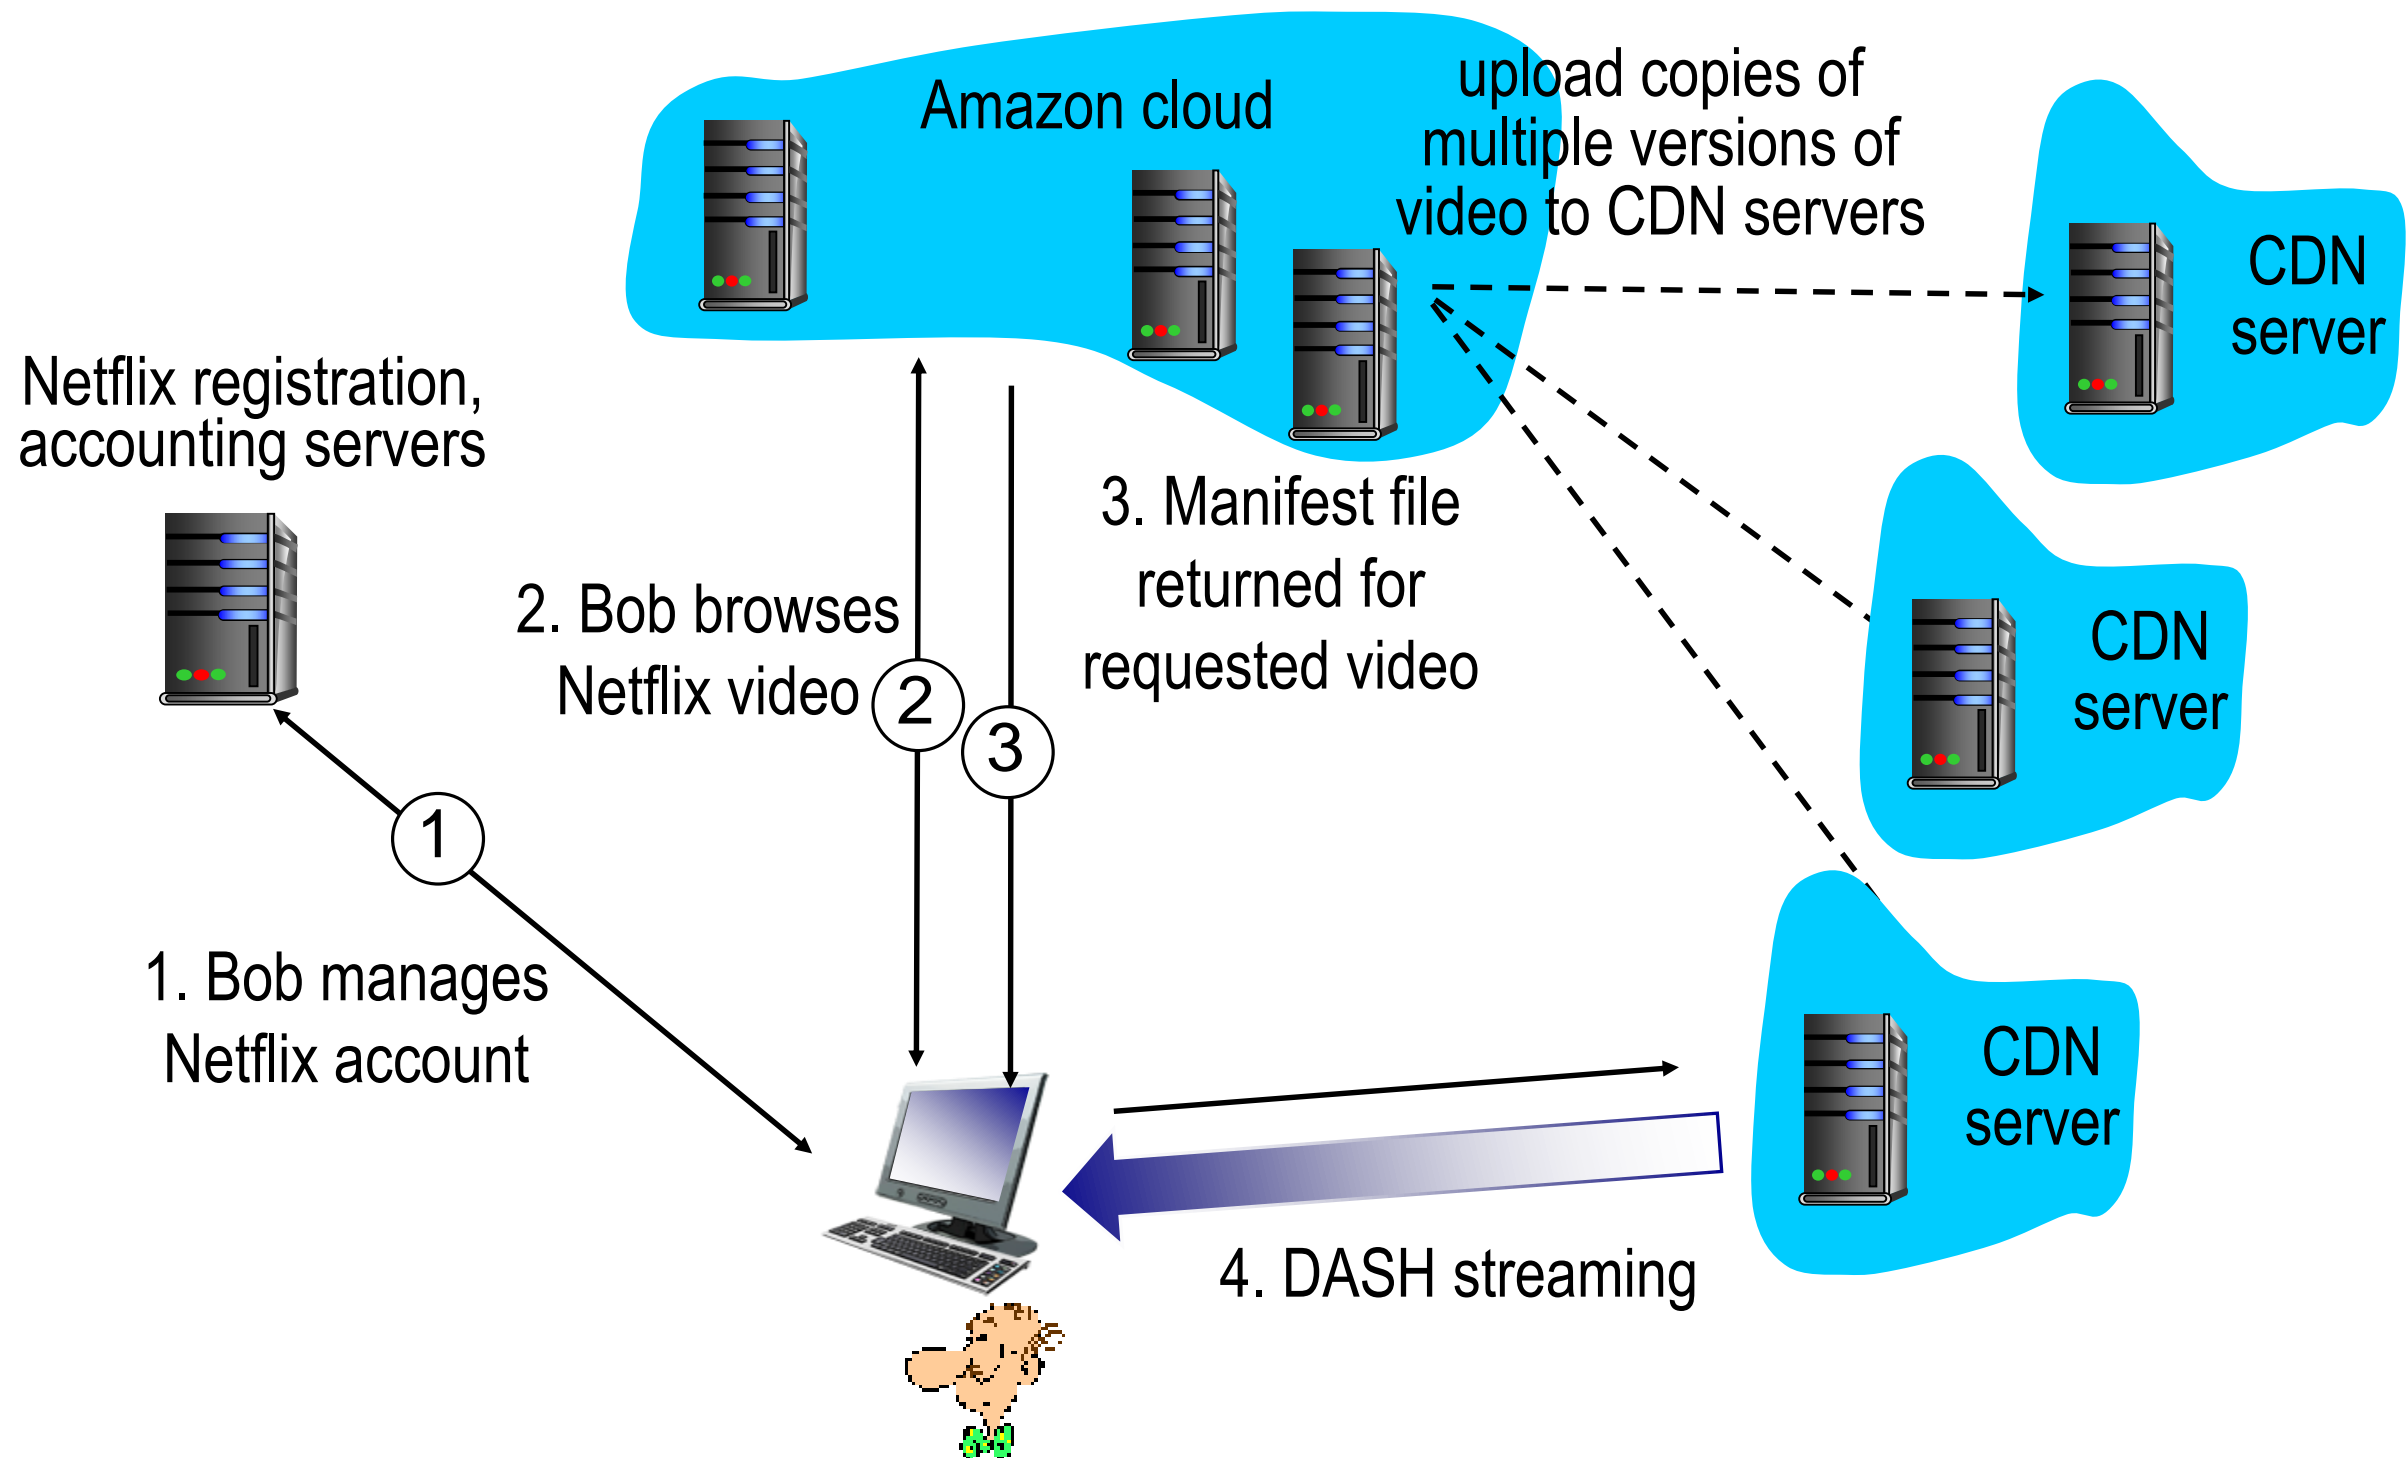 Amazon cloud
upload copies of
multiple versions of
video to CDN servers
CDN
server
Netflix registration,
accounting servers
3. Manifest file
returned for
requested video
2. Bob browses
Netflix video
2
3
CDN
server
1
1. Bob manages
Netflix account
CDN
server
4. DASH streaming